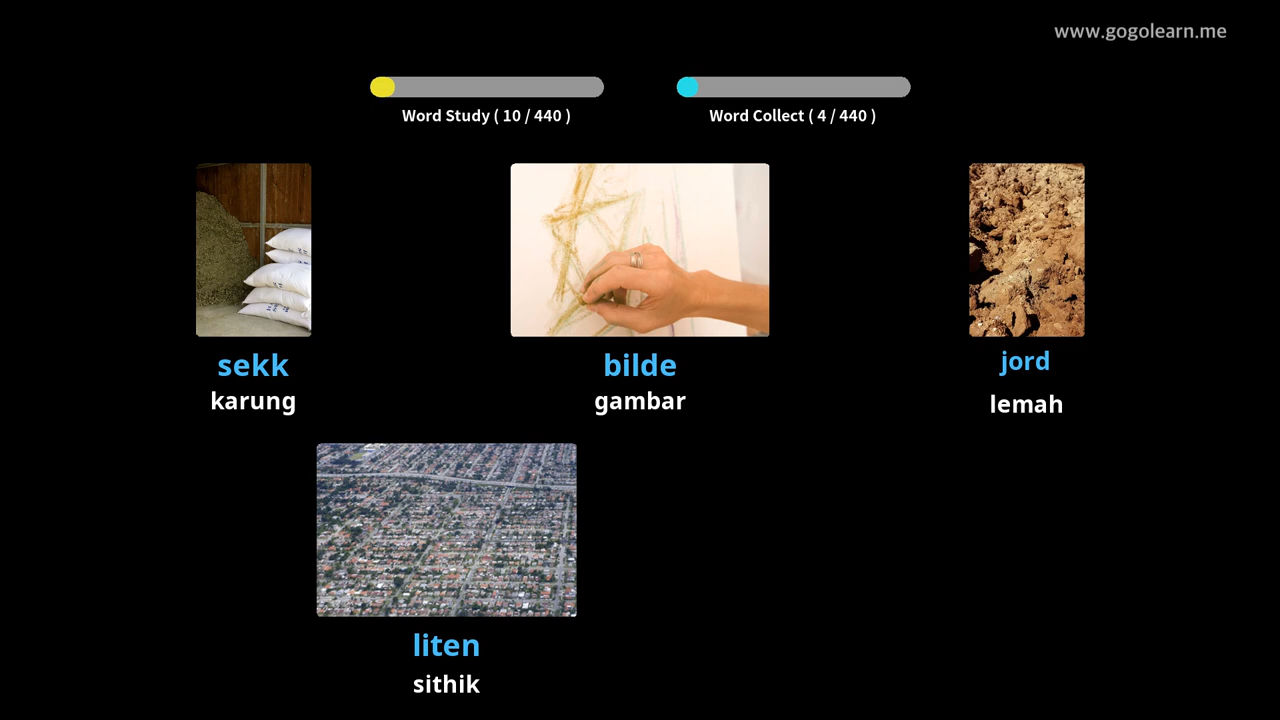 www.gogolearn.me
Word Study ( 10 / 440 )
Word Collect ( 4 / 440 )
sekk
karung
bilde
gambar
jord
lemah
liten
sithik